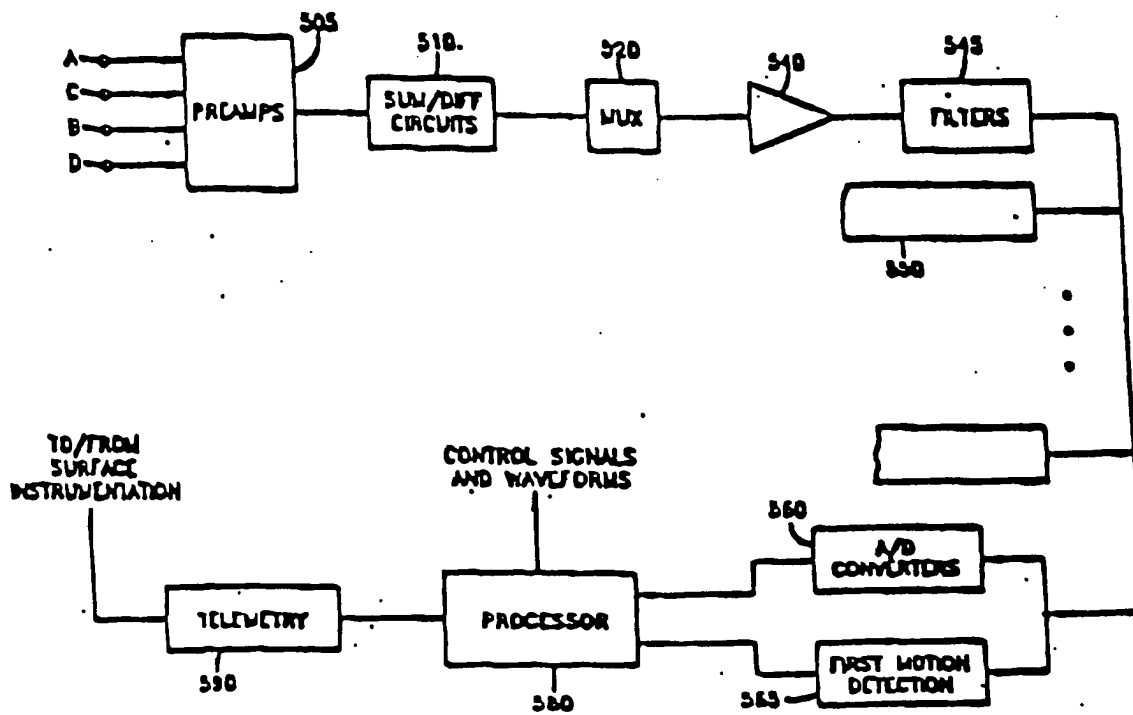 505
510.
520
540
545
A
C
B
D
PREAMPS
SUM/DIFF
CIRCUITS
MUX
FILTERS
550
TO/FROM
SURFACE
INSTRUMENTATION
CONTROL SIGNALS
AND WAVEFORMS
560
A/D
CONVERTERS
TELEMETRY
PROCESSOR
FIRST MOTION
DETECTION
590
580
565